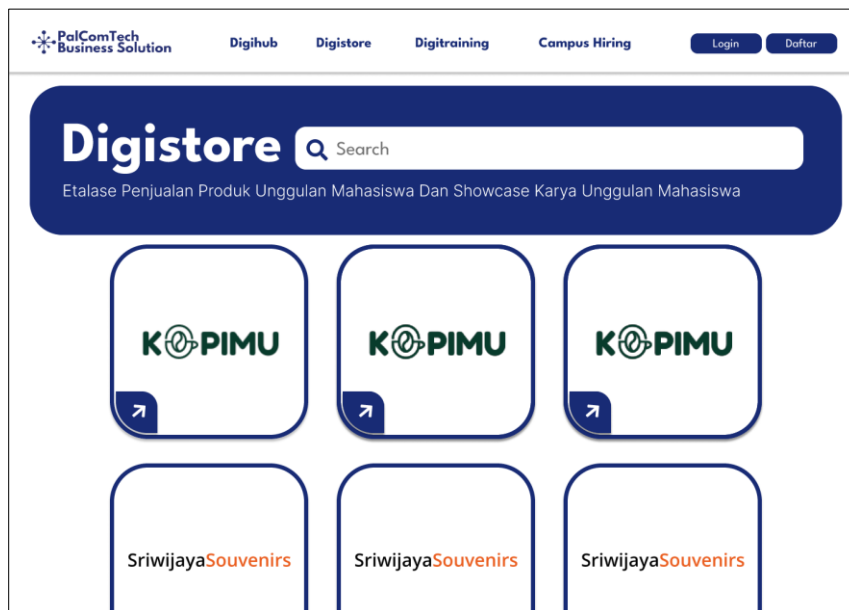 PalComTech
Business Solution
Digihub
Digistore
Digitraining
Campus Hiring
Login
Daftar
Digistore
Search
Etalase Penjualan Produk Unggulan Mahasiswa Dan Showcase Karya Unggulan Mahasiswa
KOPIMU
KOPIMU
KOPIMU
SriwijayaSouvenirs
SriwijayaSouvenirs
SriwijayaSouvenirs